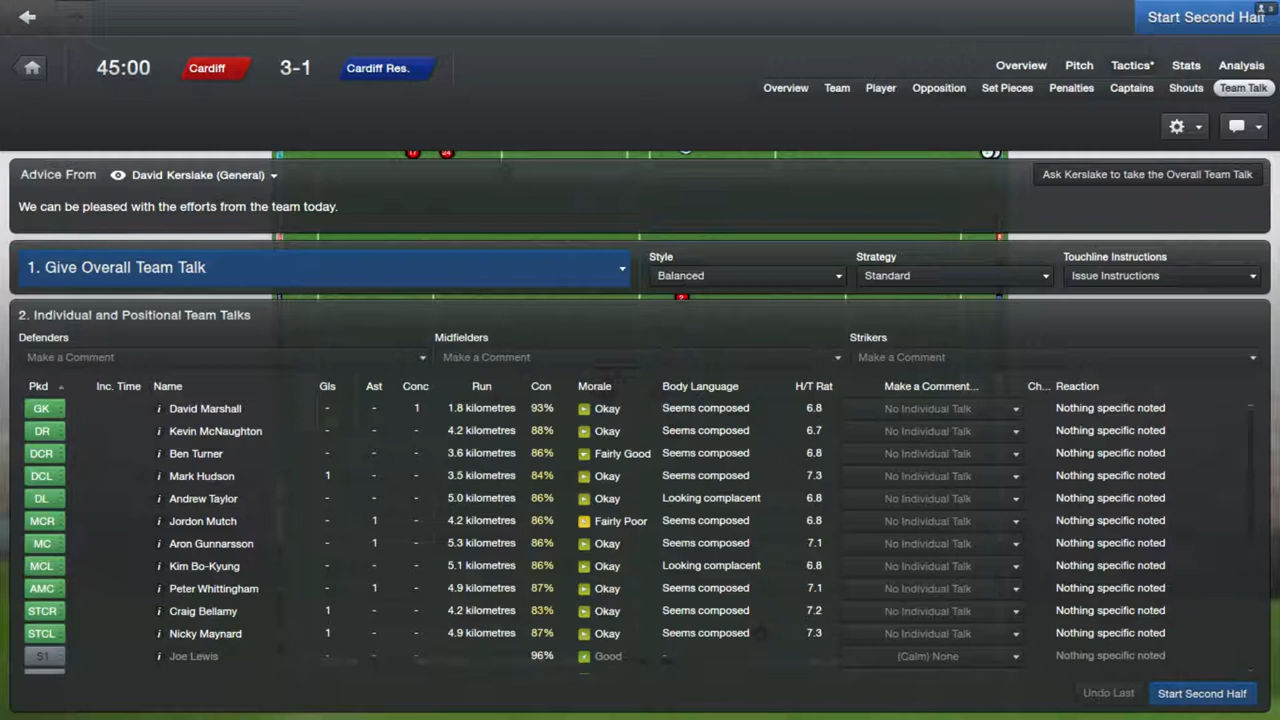 Start Second Half
3
45:00 Cardiff 3-1 Cardiff Res.
Overview Pitch Tactics* Stats Analysis
Overview Team Player Opposition Set Pieces Penalties Captains Shouts Team Talk
17 24
Advice From David Kerslake (General) Ask Kerslake to take the Overall Team Talk
We can be pleased with the efforts from the team today.
1. Give Overall Team Talk
Style Strategy Touchline Instructions
Balanced Standard Issue Instructions
2. Individual and Positional Team Talks
Defenders Midfielders Strikers
Make a Comment Make a Comment Make a Comment
Pkd Inc. Time Name Gls Ast Conc Run Con Morale Body Language H/T Rat Make a Comment... Ch... Reaction
GK i David Marshall - - 1 1.8 kilometres 93% Okay Seems composed 6.8 No Individual Talk Nothing specific noted
DR i Kevin McNaughton - - - 4.2 kilometres 88% Okay Seems composed 6.7 No Individual Talk Nothing specific noted
DCR i Ben Turner - - - 3.6 kilometres 86% Fairly Good Seems composed 6.8 No Individual Talk Nothing specific noted
DCL i Mark Hudson 1 - - 3.5 kilometres 84% Okay Seems composed 7.3 No Individual Talk Nothing specific noted
DL i Andrew Taylor - - - 5.0 kilometres 86% Okay Looking complacent 6.8 No Individual Talk Nothing specific noted
MCR i Jordon Mutch - 1 - 4.2 kilometres 86% Fairly Poor Seems composed 6.8 No Individual Talk Nothing specific noted
MC i Aron Gunnarsson - 1 - 5.3 kilometres 86% Okay Seems composed 7.1 No Individual Talk Nothing specific noted
MCL i Kim Bo-Kyung - - - 5.1 kilometres 86% Okay Looking complacent 6.8 No Individual Talk Nothing specific noted
AMC i Peter Whittingham - 1 - 4.9 kilometres 87% Okay Seems composed 7.1 No Individual Talk Nothing specific noted
STCR i Craig Bellamy 1 - - 4.2 kilometres 83% Okay Seems composed 7.2 No Individual Talk Nothing specific noted
STCL i Nicky Maynard 1 - - 4.9 kilometres 87% Okay Seems composed 7.3 No Individual Talk Nothing specific noted
S1 i Joe Lewis 96% Good - (Calm) None Nothing specific noted
Undo Last Start Second Half